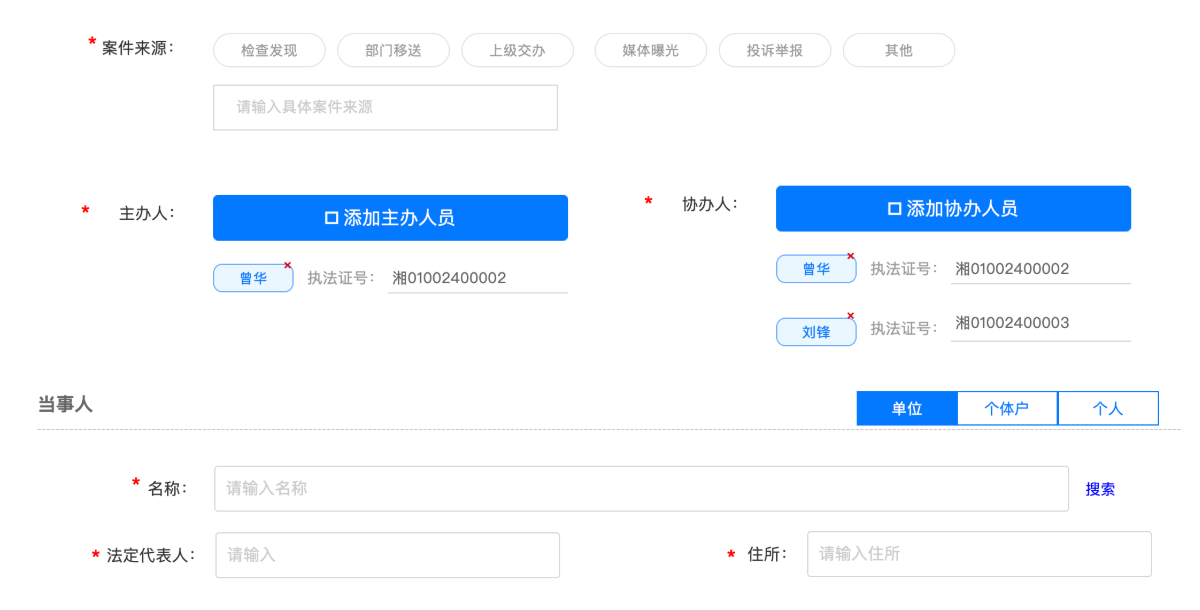 * 案件来源： 检查发现 部门移送 上级交办 媒体曝光 投诉举报 其他
请输入具体案件来源
* 主办人： 添加主办人员
曾华 × 执法证号： 湘01002400002
* 协办人： 添加协办人员
曾华 × 执法证号： 湘01002400002
刘锋 × 执法证号： 湘01002400003
当事人 单位 个体户 个人
* 名称： 请输入名称 搜索
* 法定代表人： 请输入 * 住所： 请输入住所